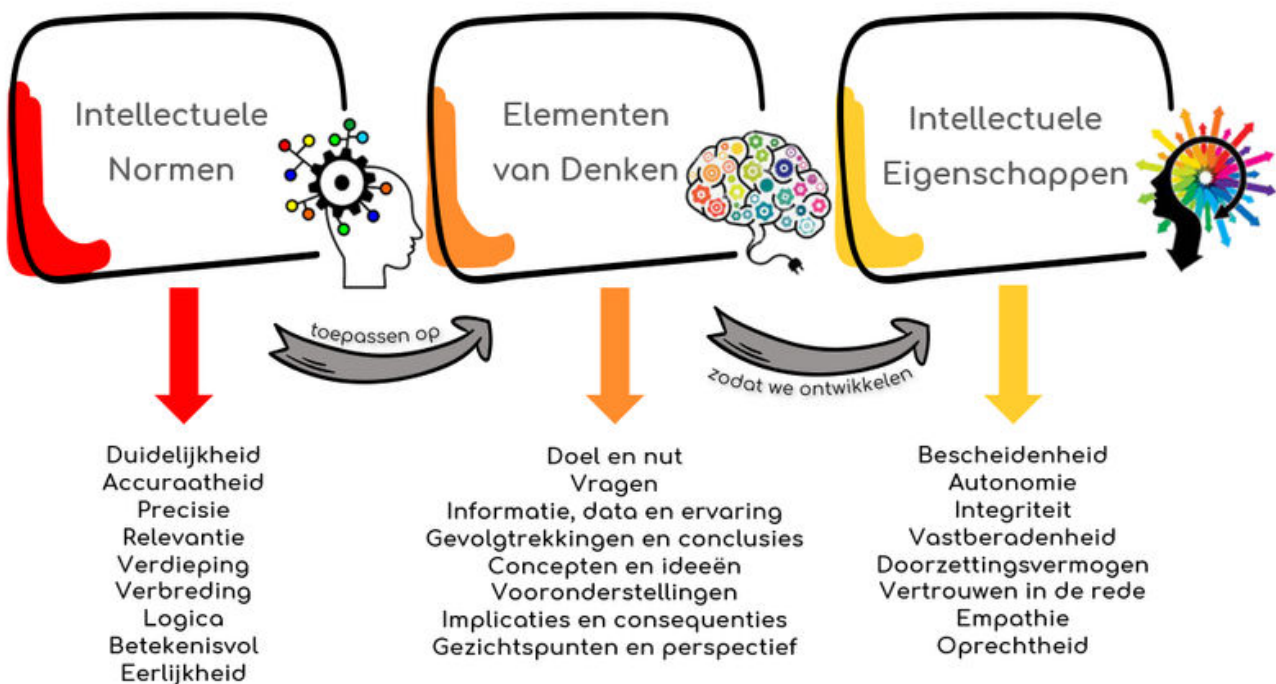 Intellectuele
Normen
Elementen
van Denken
Intellectuele
Eigenschappen
toepassen op
zodat we ontwikkelen
Duidelijkheid
Accuraatheid
Precisie
Relevantie
Verdieping
Verbreding
Logica
Betekenisvol
Eerlijkheid
Doel en nut
Vragen
Informatie, data en ervaring
Gevolgtrekkingen en conclusies
Concepten en ideeën
Vooronderstellingen
Implicaties en consequenties
Gezichtspunten en perspectief
Bescheidenheid
Autonomie
Integriteit
Vastberadenheid
Doorzettingsvermogen
Vertrouwen in de rede
Empathie
Oprechtheid